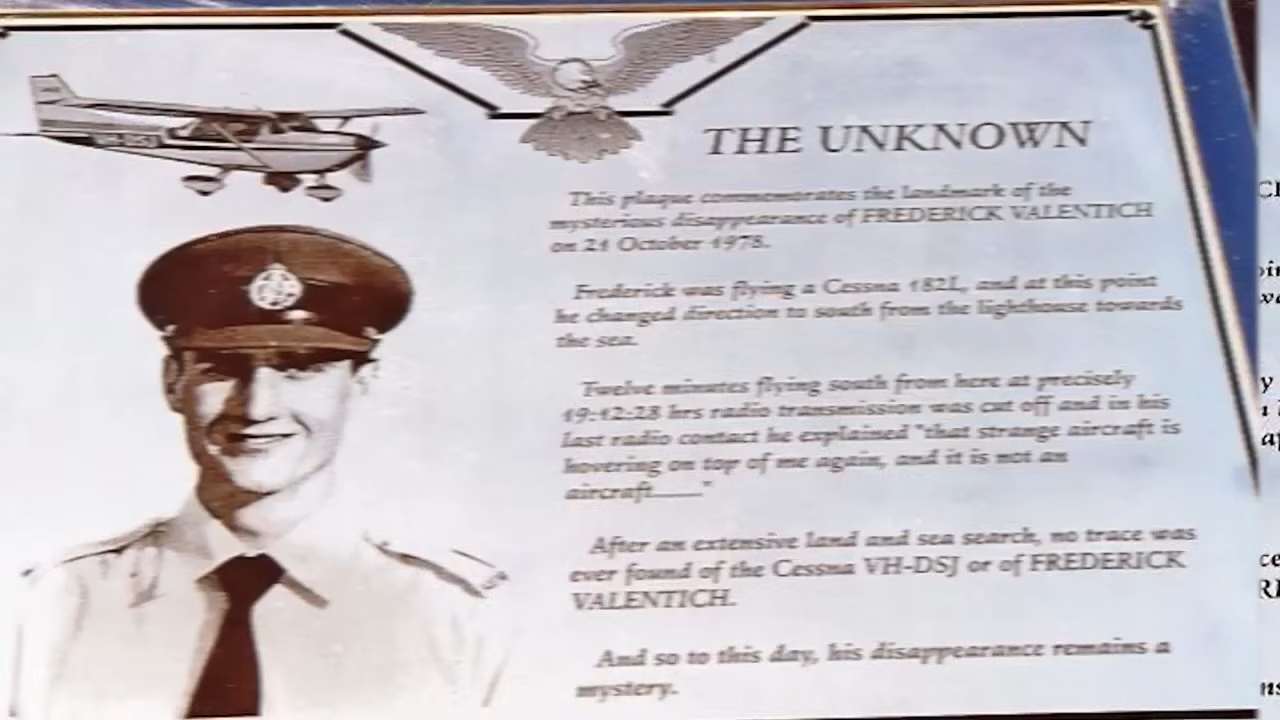 THE UNKNOWN
This plaque commemorates the landmark of the
mysterious disappearance of FREDERICK VALENTICH
on 21 October 1978.
Frederick was flying a Cessna 182L, and at this point
he changed direction to south from the lighthouse towards
the sea.
Twelve minutes flying south from here at precisely
19:12:28 hrs radio transmission was cut off and in his
last radio contact he explained "that strange aircraft is
hovering on top of me again, and it is not an
aircraft......."
After an extensive land and sea search, no trace was
ever found of the Cessna VH-DSJ or of FREDERICK
VALENTICH.
And so to this day, his disappearance remains a
mystery.